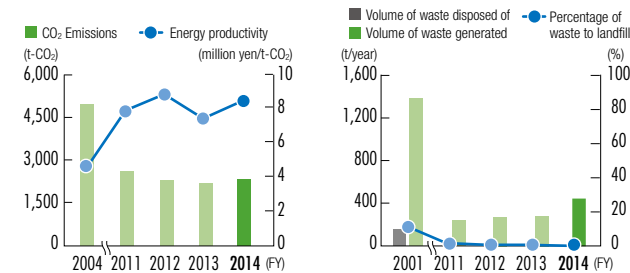 CO₂ Emissions Energy productivity
(t-CO₂) (million yen/t-CO₂)
6,000 10
4,500 8
6
3,000 4
1,500 2
0 0
2004 2011 2012 2013 2014 (FY)
Volume of waste disposed of Percentage of
Volume of waste generated waste to landfill
(t/year) (%)
1,600 100
1,200 80
60
800 40
400 20
0 0
2001 2011 2012 2013 2014 (FY)